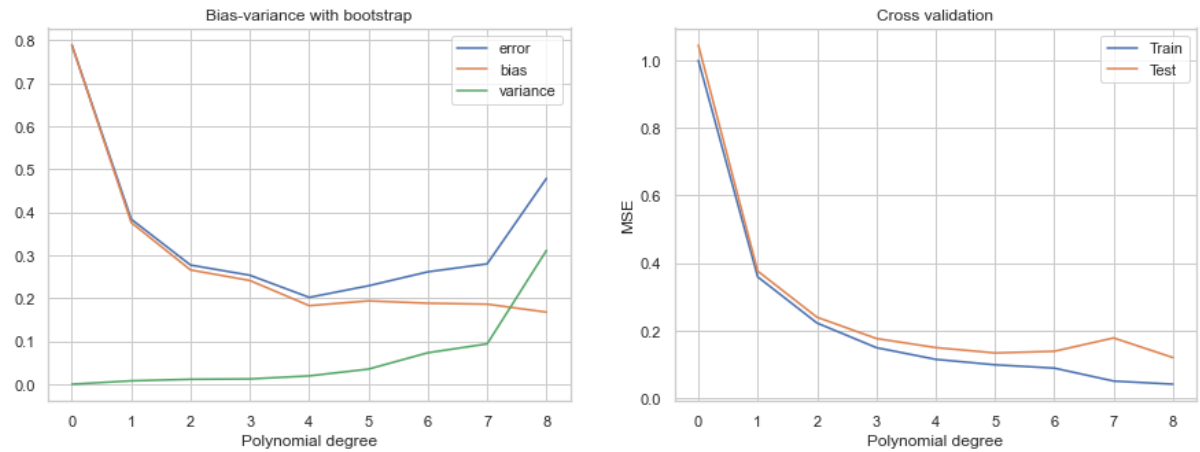 Bias-variance with bootstrap
error
bias
variance
0.8
0.7
0.6
0.5
0.4
0.3
0.2
0.1
0.0
0 1 2 3 4 5 6 7 8
Polynomial degree
Cross validation
Train
Test
MSE
1.0
0.8
0.6
0.4
0.2
0.0
0 1 2 3 4 5 6 7 8
Polynomial degree